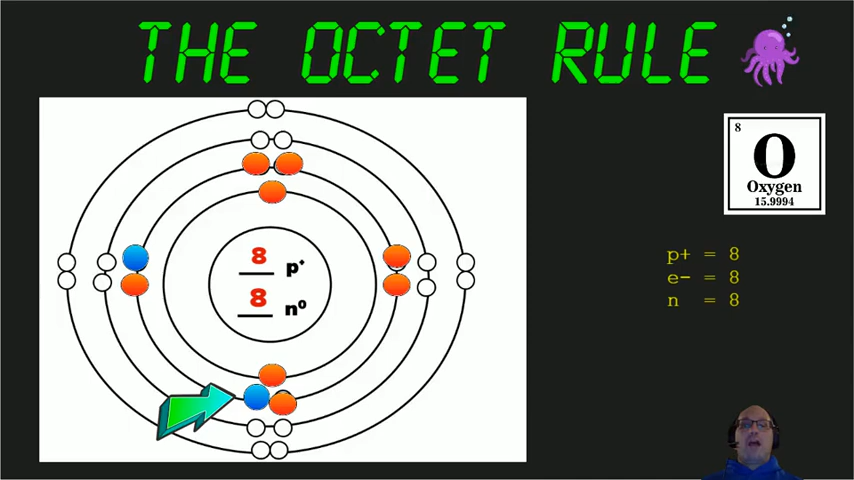 THE OCTET RULE
8
O
Oxygen
15.9994
8 p+
8 n0
p+ = 8
e- = 8
n = 8